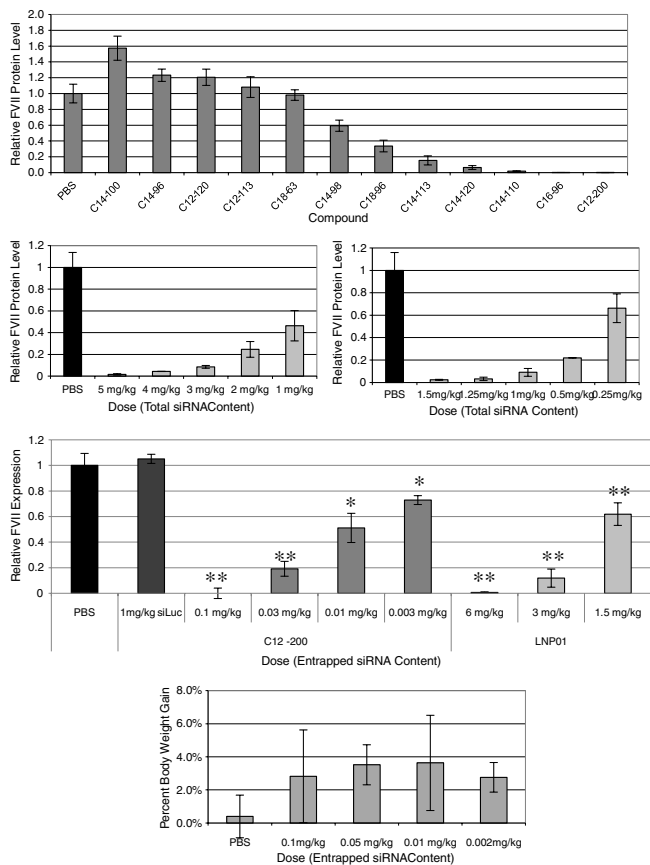 Relative FVII Protein Level
2.0
1.8
1.6
1.4
1.2
1.0
0.8
0.6
0.4
0.2
0.0
PBS
C14-100
C14-96
C12-120
C12-113
C18-63
C14-98
C18-96
C14-113
C14-120
C14-110
C16-96
C12-200
Compound
Relative FVII Protein Level
1.2
1
0.8
0.6
0.4
0.2
0
PBS 5 mg/kg 4 mg/kg 3 mg/kg 2 mg/kg 1 mg/kg
Dose (Total siRNAContent)
Relative FVII Protein Level
1.2
1
0.8
0.6
0.4
0.2
0
PBS 1.5mg/kg 1.25mg/kg 1mg/kg 0.5mg/kg 0.25mg/kg
Dose (Total siRNA Content)
Relative FVII Expression
1.2
1
0.8
0.6
0.4
0.2
0
** ** * * ** ** **
PBS 1mg/kg siLuc 0.1 mg/kg 0.03 mg/kg 0.01 mg/kg 0.003 mg/kg 6 mg/kg 3 mg/kg 1.5 mg/kg
C12 -200 LNP01
Dose (Entrapped siRNA Content)
Percent Body Weight Gain
8.0%
6.0%
4.0%
2.0%
0.0%
PBS 0.1mg/kg 0.05 mg/kg 0.01 mg/kg 0.002mg/kg
Dose (Entrapped siRNAContent)